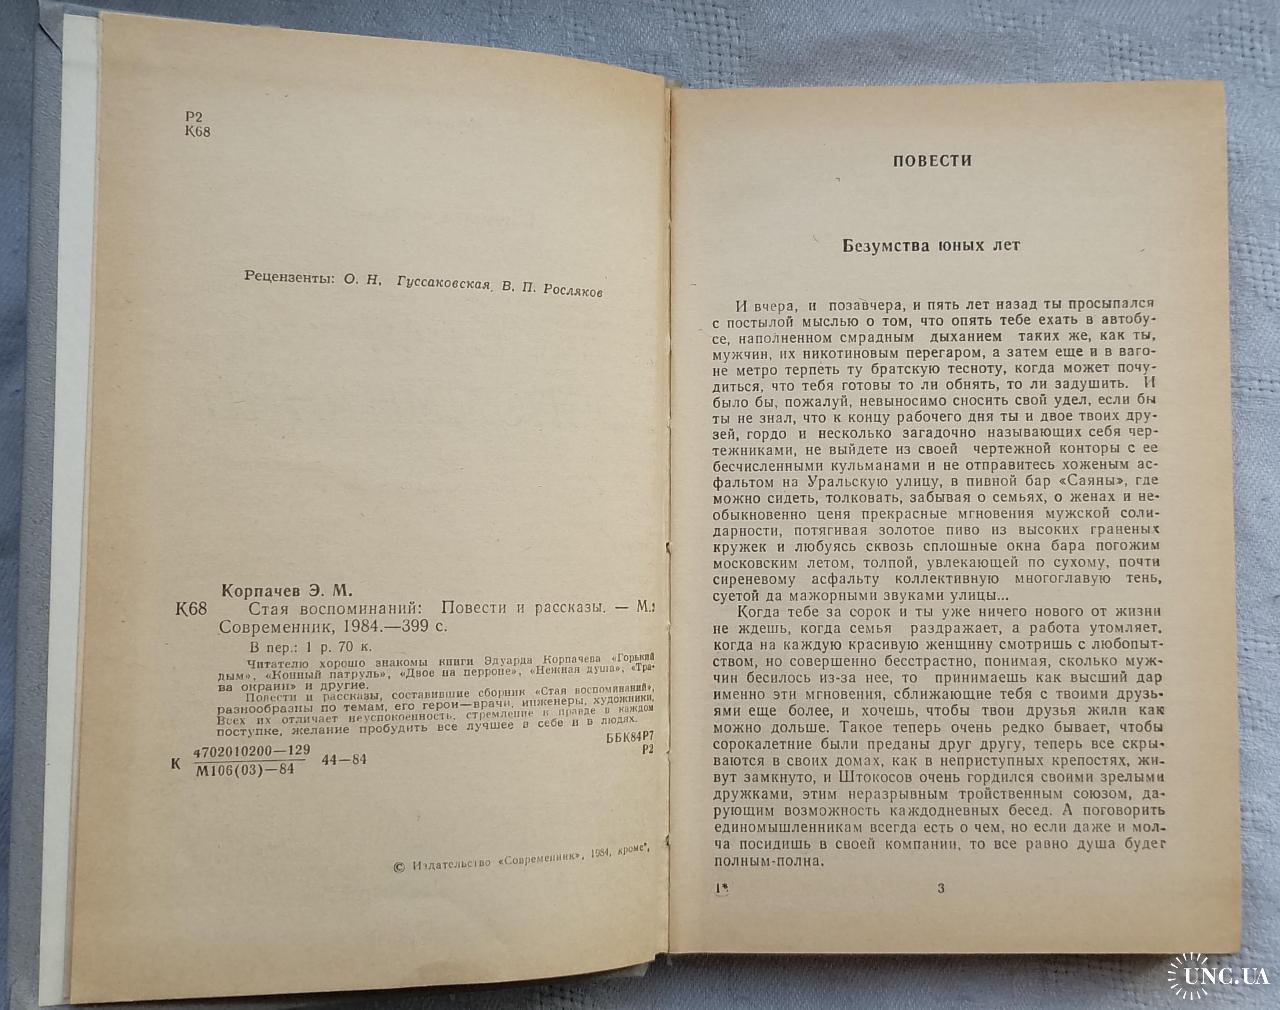 Р2
К68
Рецензенты: О. Н. Гуссаковская, В. П. Росляков
Корпачев Э. М.
К68 Стая воспоминаний: Повести и рассказы. — М.:
Современник, 1984.—399 с.
В пер.: 1 р. 70 к.
Читателю хорошо знакомы книги Эдуарда Корпачева «Горький
дым», «Конный патруль», «Двое на перроне», «Нежная душа», «Тра-
ва окраин» и другие.
Повести и рассказы, составившие сборник «Стая воспоминаний»,
разнообразны по темам, его герои—врачи, инженеры, художники.
Всех их отличает неуспокоенность, стремление к правде в каждом
поступке, желание пробудить все лучшее в себе и в людях.
К 4702010200—129
М106(03)—84 44—84
ББК84Р7
Р2
© Издательство «Современник», 1984, кроме*,
ПОВЕСТИ
Безумства юных лет
И вчера, и позавчера, и пять лет назад ты просыпался
с постылой мыслью о том, что опять тебе ехать в автобу-
се, наполненном смрадным дыханием таких же, как ты,
мужчин, их никотиновым перегаром, а затем еще и в ваго-
не метро терпеть ту братскую тесноту, когда может почу-
диться, что тебя готовы то ли обнять, то ли задушить. И
было бы, пожалуй, невыносимо сносить свой удел, если бы
ты не знал, что к концу рабочего дня ты и двое твоих дру-
зей, гордо и несколько загадочно называющих себя чер-
тежниками, не выйдете из своей чертежной конторы с ее
бесчисленными кульманами и не отправитесь хоженым ас-
фальтом на Уральскую улицу, в пивной бар «Саяны», где
можно сидеть, толковать, забывая о семьях, о женах и не-
обыкновенно ценя прекрасные мгновения мужской соли-
дарности, потягивая золотое пиво из высоких граненых
кружек и любуясь сквозь сплошные окна бара погожим
московским летом, толпой, увлекающей по сухому, почти
сиреневому асфальту коллективную многоглавую тень,
суетой да мажорными звуками улицы...
Когда тебе за сорок и ты уже ничего нового от жизни
не ждешь, когда семья раздражает, а работа утомляет,
когда на каждую красивую женщину смотришь с любопыт-
ством, но совершенно бесстрастно, понимая, сколько муж-
чин бесилось из-за нее, то принимаешь как высший дар
именно эти мгновения, сближающие тебя с твоими друзь-
ями еще более, и хочешь, чтобы твои друзья жили как
можно дольше. Такое теперь очень редко бывает, чтобы
сорокалетние были преданы друг другу, теперь все скры-
ваются в своих домах, как в неприступных крепостях, жи-
вут замкнуто, и Штокосов очень гордился своими зрелыми
дружками, этим неразрывным тройственным союзом, да-
рующим возможность каждодневных бесед. А поговорить
единомышленникам всегда есть о чем, но если даже и мол-
ча посидишь в своей компании, то все равно душа будет
полным-полна.
1*
3
UNC.UA